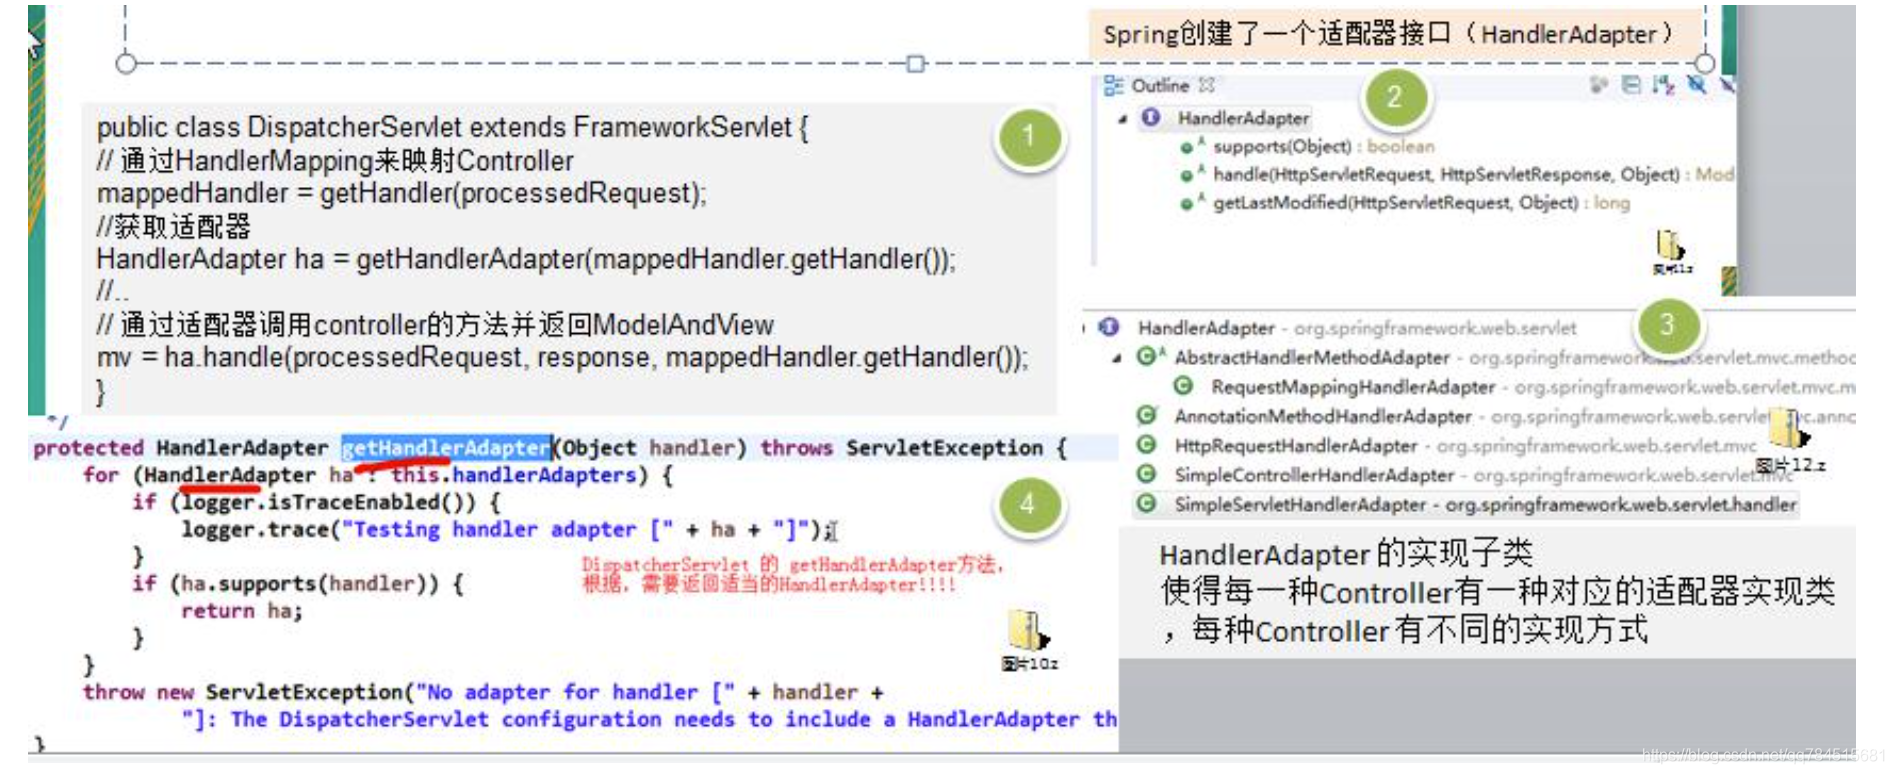 Spring创建了一个适配器接口（HandlerAdapter）
public class DispatcherServlet extends FrameworkServlet {
// 通过HandlerMapping来映射Controller
mappedHandler = getHandler(processedRequest);
//获取适配器
HandlerAdapter ha = getHandlerAdapter(mappedHandler.getHandler());
//..
// 通过适配器调用controller的方法并返回ModelAndView
mv = ha.handle(processedRequest, response, mappedHandler.getHandler());
}
1
Outline
2
HandlerAdapter
supports(Object) : boolean
handle(HttpServletRequest, HttpServletResponse, Object) : Mod
getLastModified(HttpServletRequest, Object) : long
图片11.z
3
HandlerAdapter - org.springframework.web.servlet
AbstractHandlerMethodAdapter - org.springframework.web.servlet.mvc.metho
RequestMappingHandlerAdapter - org.springframework.web.servlet.mvc.m
AnnotationMethodHandlerAdapter - org.springframework.web.servlet.mvc.anno
HttpRequestHandlerAdapter - org.springframework.web.servlet.mvc
SimpleControllerHandlerAdapter - org.springframework.web.servlet.mvc
SimpleServletHandlerAdapter - org.springframework.web.servlet.handler
图片12.z
HandlerAdapter 的实现子类
使得每一种Controller有一种对应的适配器实现类
，每种Controller 有不同的实现方式
*/
protected HandlerAdapter getHandlerAdapter(Object handler) throws ServletException {
for (HandlerAdapter ha : this.handlerAdapters) {
if (logger.isTraceEnabled()) {
logger.trace("Testing handler adapter [" + ha + "]");
}
if (ha.supports(handler)) {
return ha;
}
}
throw new ServletException("No adapter for handler [" + handler +
"]: The DispatcherServlet configuration needs to include a HandlerAdapter th
}
4
DispatcherServlet 的 getHandlerAdapter方法，
根据，需要返回适当的HandlerAdapter!!!!
图片10.z
https://blog.csdn.net/qq784515681